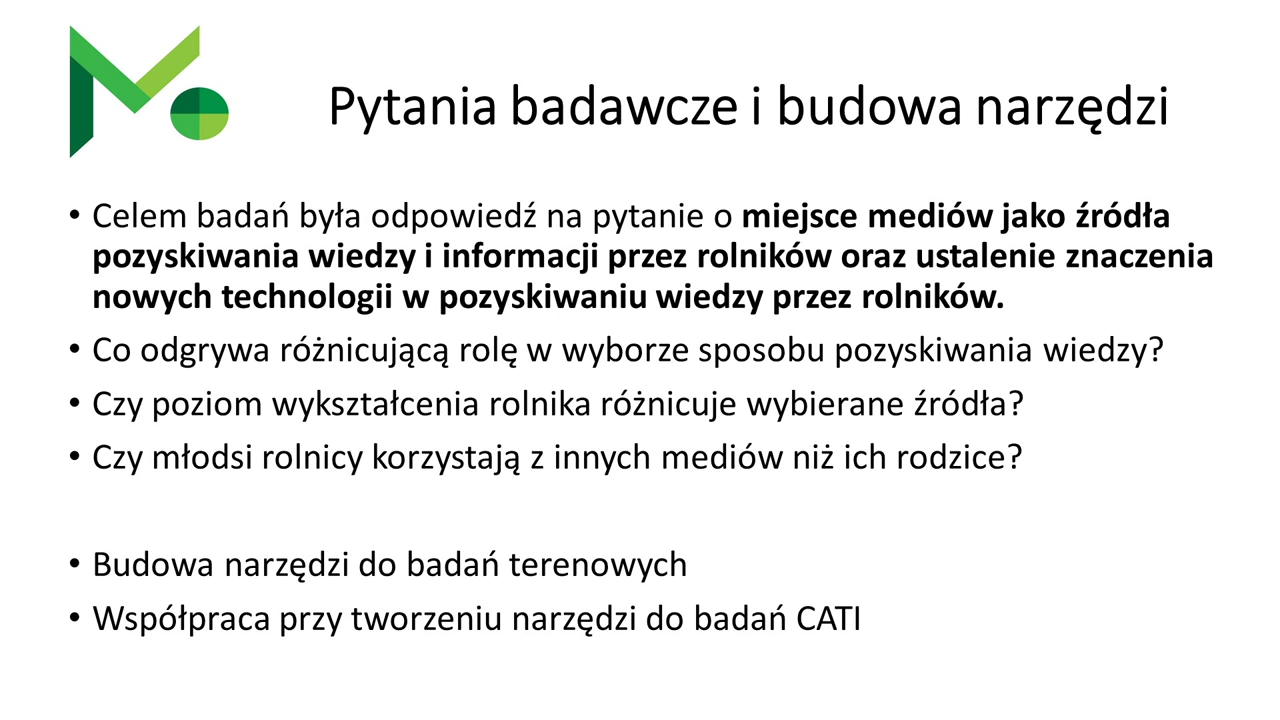 Pytania badawcze i budowa narzędzi
• Celem badań była odpowiedź na pytanie o miejsce mediów jako źródła
pozyskiwania wiedzy i informacji przez rolników oraz ustalenie znaczenia
nowych technologii w pozyskiwaniu wiedzy przez rolników.
• Co odgrywa różnicującą rolę w wyborze sposobu pozyskiwania wiedzy?
• Czy poziom wykształcenia rolnika różnicuje wybierane źródła?
• Czy młodsi rolnicy korzystają z innych mediów niż ich rodzice?
• Budowa narzędzi do badań terenowych
• Współpraca przy tworzeniu narzędzi do badań CATI